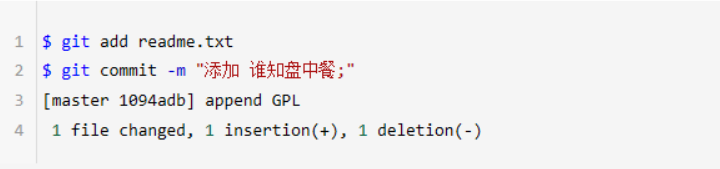 1 $ git add readme.txt
2 $ git commit -m "添加 谁知盘中餐;"
3 [master 1094adb] append GPL
4 1 file changed, 1 insertion(+), 1 deletion(-)